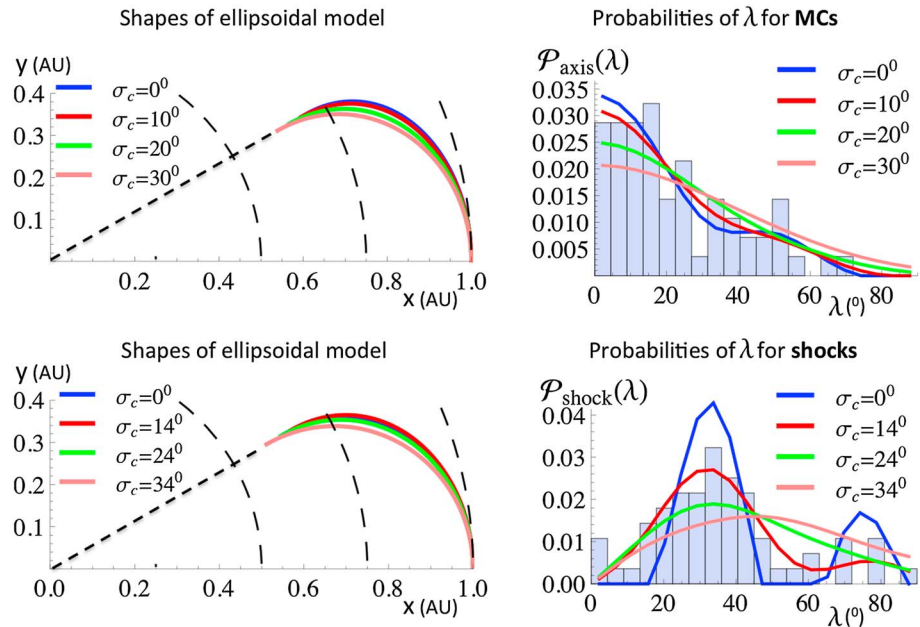 Shapes of ellipsoidal model
Probabilities of λ for MCs
y (AU)
0.4
0.3
0.2
0.1
σc=0⁰
σc=10⁰
σc=20⁰
σc=30⁰
0.0 0.2 0.4 0.6 0.8 1.0
x (AU)
𝒫axis(λ)
0.035
0.030
0.025
0.020
0.015
0.010
0.005
σc=0⁰
σc=10⁰
σc=20⁰
σc=30⁰
0 20 40 60 80
λ(⁰)
Shapes of ellipsoidal model
Probabilities of λ for shocks
y (AU)
0.4
0.3
0.2
0.1
σc=0⁰
σc=14⁰
σc=24⁰
σc=34⁰
0.0 0.2 0.4 0.6 0.8 1.0
x (AU)
𝒫shock(λ)
0.04
0.03
0.02
0.01
0.00
σc=0⁰
σc=14⁰
σc=24⁰
σc=34⁰
0 20 40 60 80
λ(⁰)